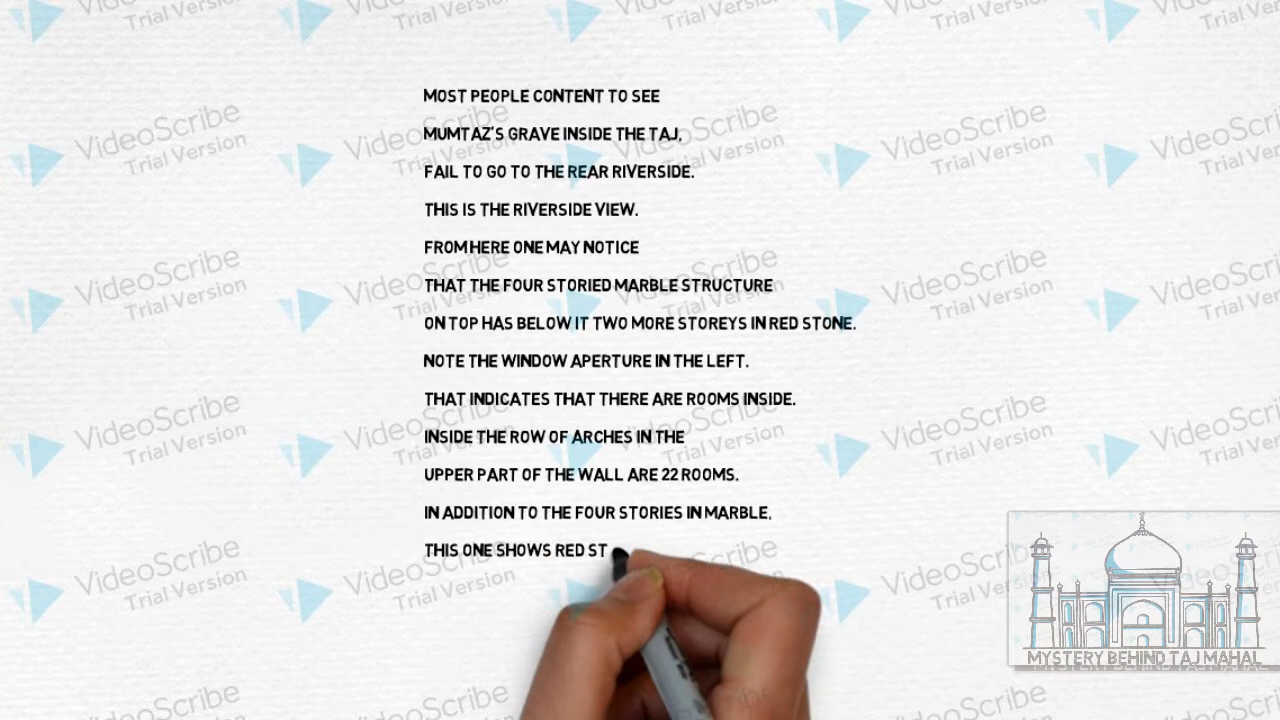 MOST PEOPLE CONTENT TO SEE
MUMTAZ'S GRAVE INSIDE THE TAJ,
FAIL TO GO TO THE REAR RIVERSIDE.
THIS IS THE RIVERSIDE VIEW.
FROM HERE ONE MAY NOTICE
THAT THE FOUR STORIED MARBLE STRUCTURE
ON TOP HAS BELOW IT TWO MORE STOREYS IN RED STONE.
NOTE THE WINDOW APERTURE IN THE LEFT.
THAT INDICATES THAT THERE ARE ROOMS INSIDE.
INSIDE THE ROW OF ARCHES IN THE
UPPER PART OF THE WALL ARE 22 ROOMS.
IN ADDITION TO THE FOUR STORIES IN MARBLE,
THIS ONE SHOWS RED ST
MYSTERY BEHIND TAJ MAHAL
VideoScribe
Trial Version